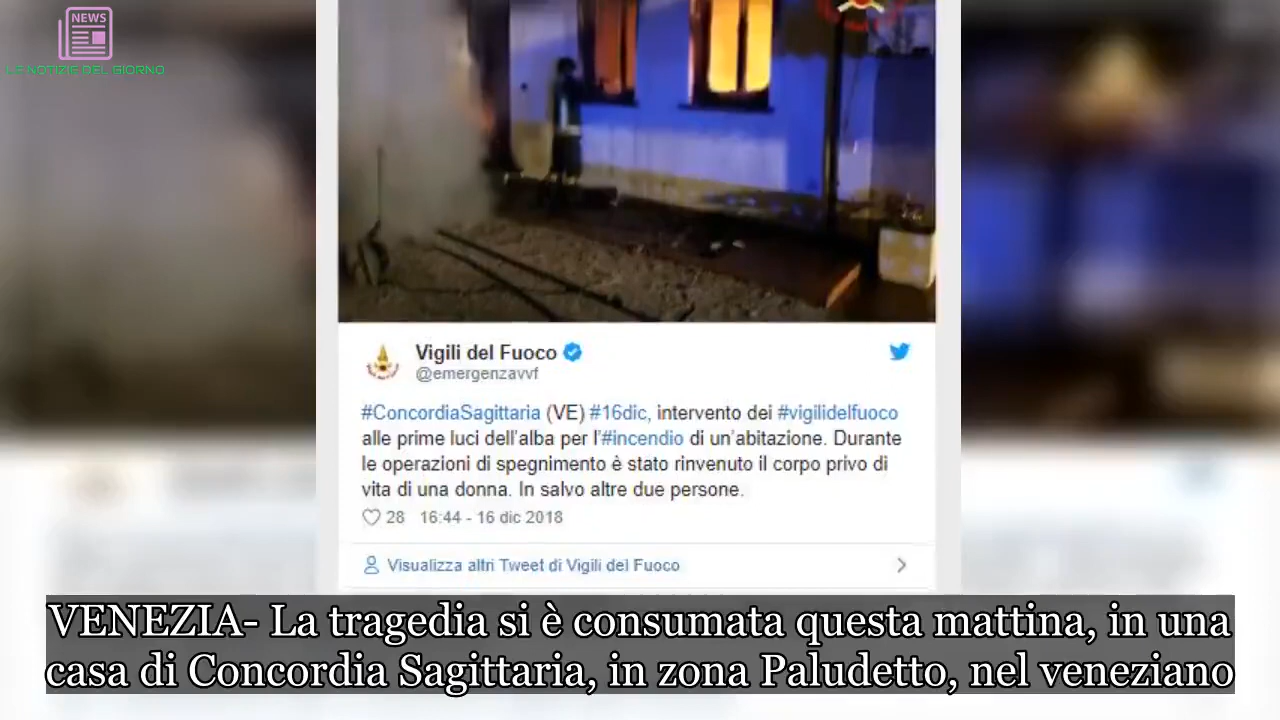 NEWS
LE NOTIZIE DEL GIORNO
Vigili del Fuoco
@emergenzavvf
#ConcordiaSagittaria (VE) #16dic, intervento dei #vigilidelfuoco
alle prime luci dell'alba per l'#incendio di un'abitazione. Durante
le operazioni di spegnimento è stato rinvenuto il corpo privo di
vita di una donna. In salvo altre due persone.
28 16:44 - 16 dic 2018
Visualizza altri Tweet di Vigili del Fuoco
VENEZIA- La tragedia si è consumata questa mattina, in una
casa di Concordia Sagittaria, in zona Paludetto, nel veneziano